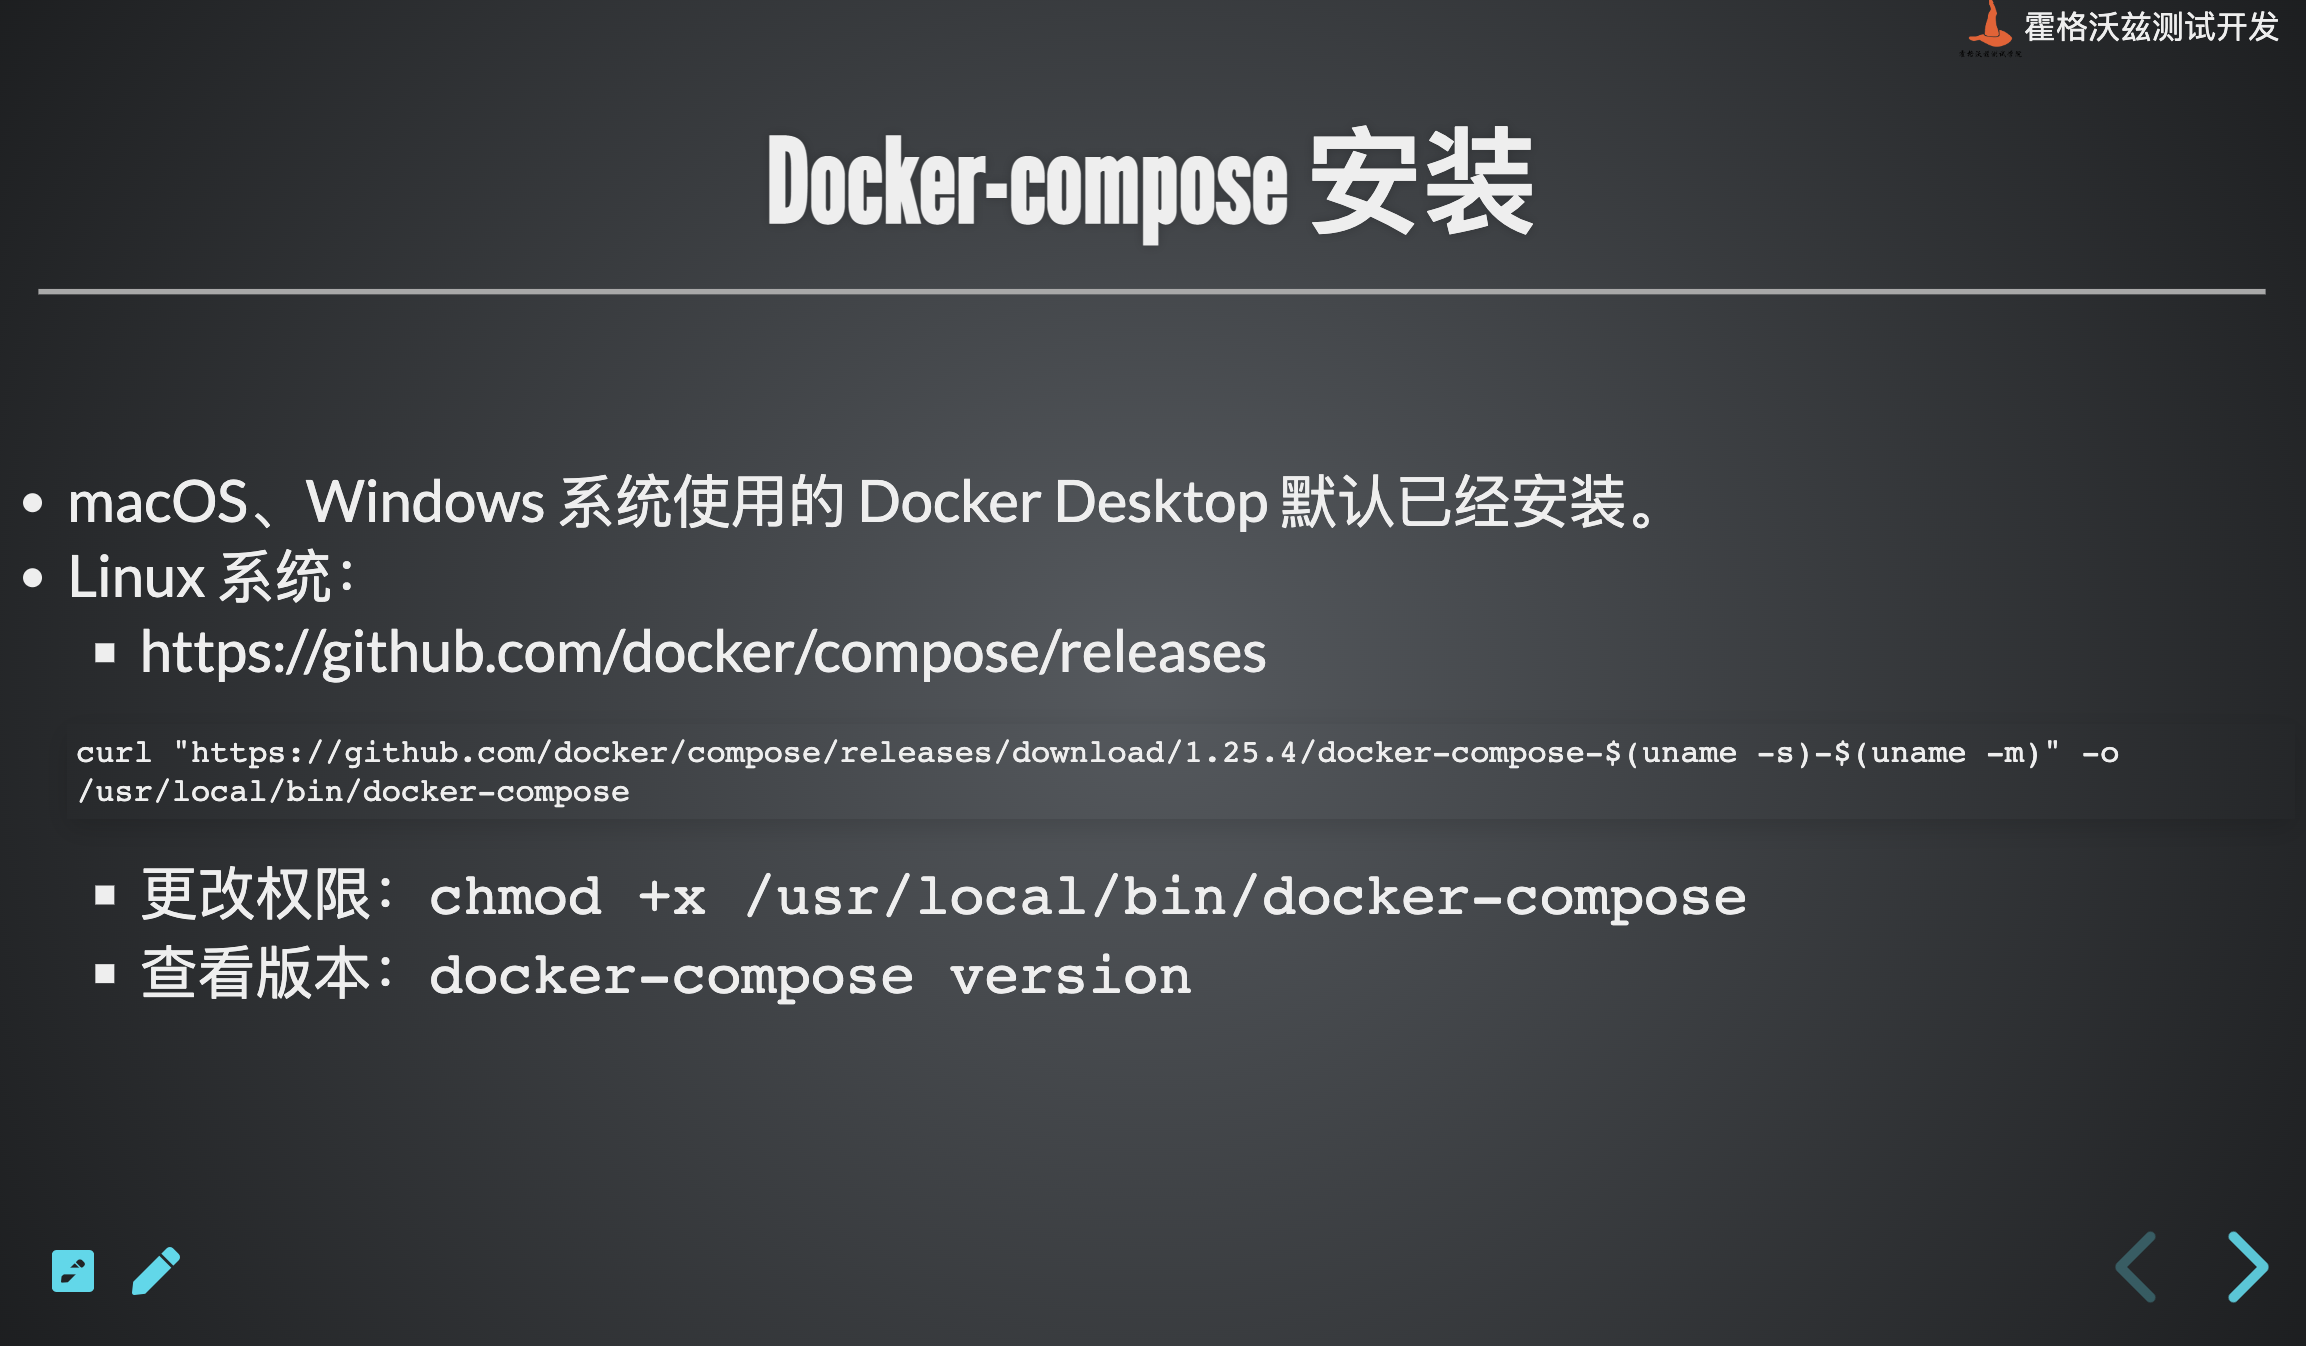 霍格沃兹测试开发
Docker-compose 安装
macOS、Windows 系统使用的 Docker Desktop 默认已经安装。
Linux 系统：
https://github.com/docker/compose/releases
curl "https://github.com/docker/compose/releases/download/1.25.4/docker-compose-$(uname -s)-$(uname -m)" -o
/usr/local/bin/docker-compose
更改权限：chmod +x /usr/local/bin/docker-compose
查看版本：docker-compose version